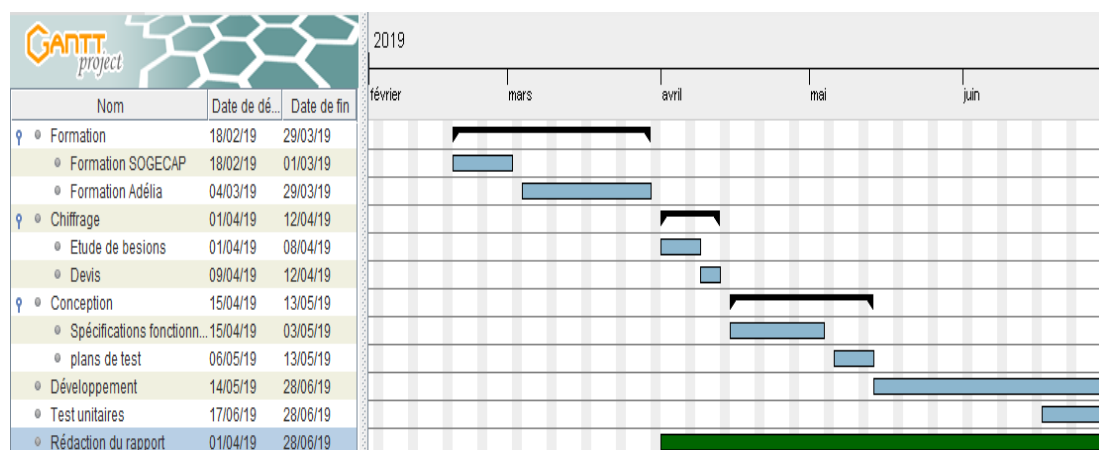 GANTT
project
2019
février mars avril mai juin
Nom Date de dé... Date de fin
Formation 18/02/19 29/03/19
Formation SOGECAP 18/02/19 01/03/19
Formation Adélia 04/03/19 29/03/19
Chiffrage 01/04/19 12/04/19
Etude de besions 01/04/19 08/04/19
Devis 09/04/19 12/04/19
Conception 15/04/19 13/05/19
Spécifications fonctionn... 15/04/19 03/05/19
plans de test 06/05/19 13/05/19
Développement 14/05/19 28/06/19
Test unitaires 17/06/19 28/06/19
Rédaction du rapport 01/04/19 28/06/19